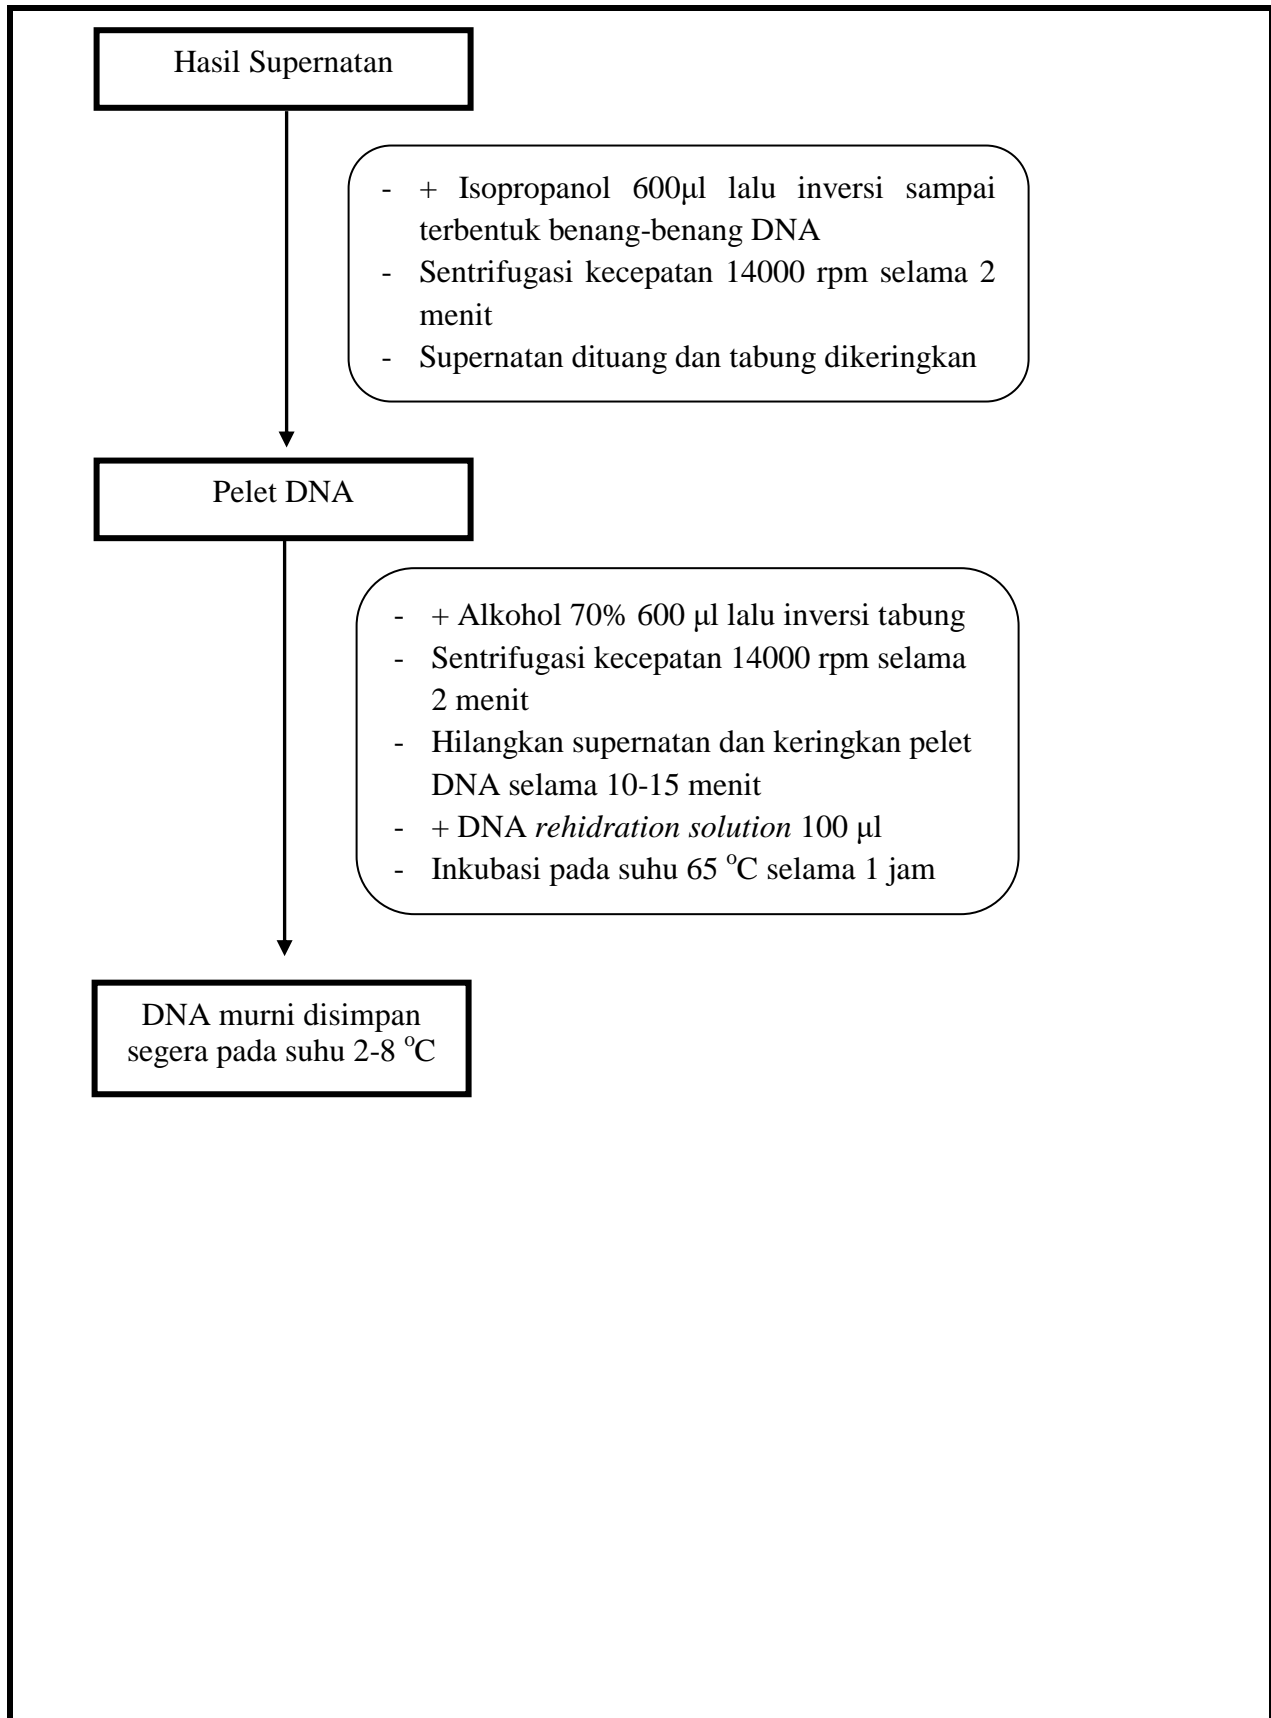 Hasil Supernatan
- + Isopropanol 600µl lalu inversi sampai
terbentuk benang-benang DNA
- Sentrifugasi kecepatan 14000 rpm selama 2
menit
- Supernatan dituang dan tabung dikeringkan
Pelet DNA
- + Alkohol 70% 600 µl lalu inversi tabung
- Sentrifugasi kecepatan 14000 rpm selama
2 menit
- Hilangkan supernatan dan keringkan pelet
DNA selama 10-15 menit
- + DNA rehidration solution 100 µl
- Inkubasi pada suhu 65 °C selama 1 jam
DNA murni disimpan
segera pada suhu 2-8 °C